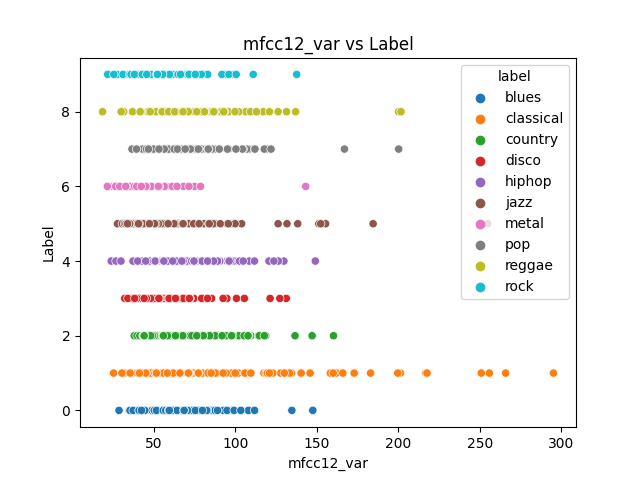 mfcc12_var vs Label
label
blues
classical
country
disco
hiphop
jazz
metal
pop
reggae
rock
8
6
4
2
0
Label
50
100
150
200
250
300
mfcc12_var